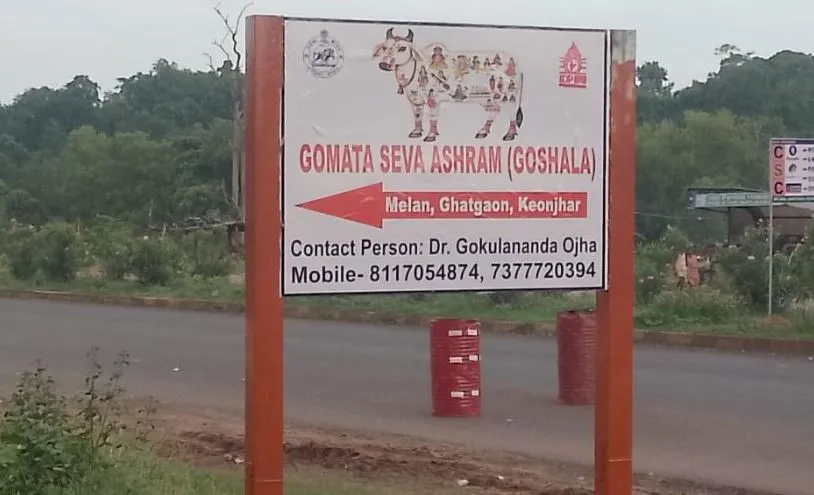 GOMATA SEVA ASHRAM (GOSHALA)
Melan, Ghatgaon, Keonjhar
Contact Person: Dr. Gokulananda Ojha
Mobile- 8117054874, 7377720394
C
S
C